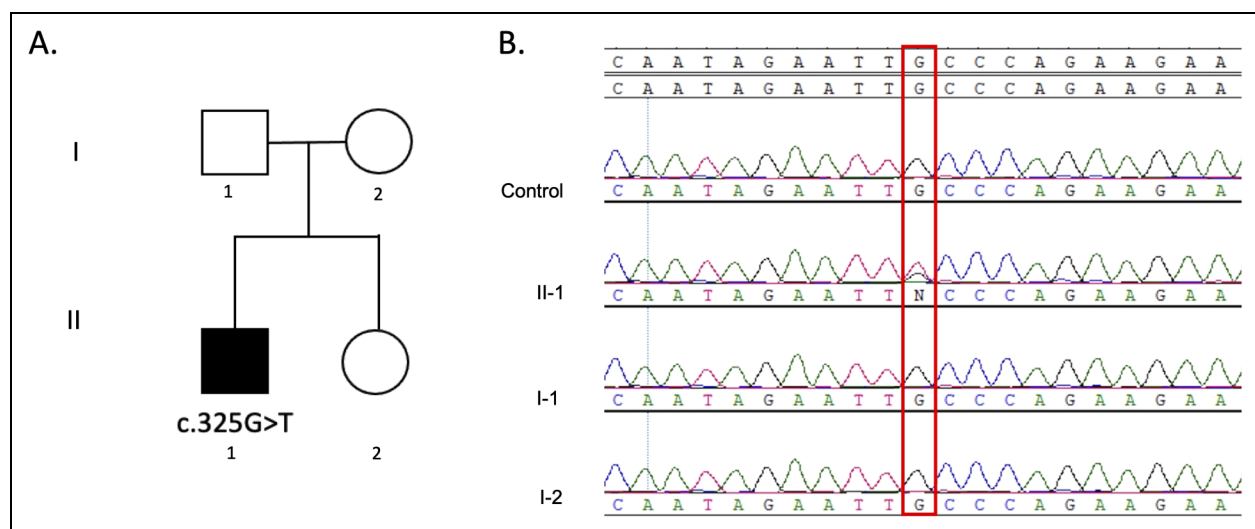 A.
I
1 2
II
c.325G>T
1 2
B.
C A A T A G A A T T G C C C A G A A G A A
C A A T A G A A T T G C C C A G A A G A A
Control
C A A T A G A A T T G C C C A G A A G A A
II-1
C A A T A G A A T T N C C C A G A A G A A
I-1
C A A T A G A A T T G C C C A G A A G A A
I-2
C A A T A G A A T T G C C C A G A A G A A